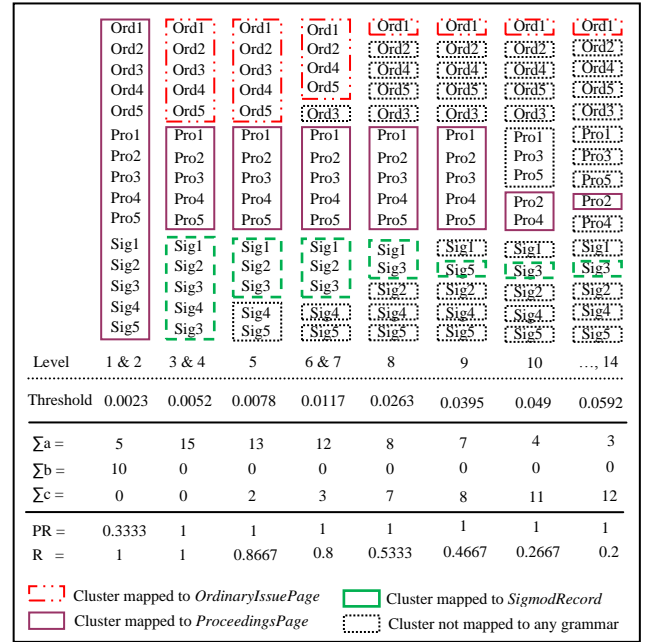 Ord1 Ord1 Ord1 Ord1 Ord1 Ord1 Ord1 Ord1
Ord2 Ord2 Ord2 Ord2 Ord2 Ord2 Ord2 Ord2
Ord3 Ord3 Ord3 Ord4 Ord4 Ord4 Ord4 Ord4
Ord4 Ord4 Ord4 Ord5 Ord5 Ord5 Ord5 Ord5
Ord5 Ord5 Ord5 Ord3 Ord3 Ord3 Ord3 Ord3
Pro1 Pro1 Pro1 Pro1 Pro1 Pro1 Pro1 Pro1
Pro2 Pro2 Pro2 Pro2 Pro2 Pro2 Pro3 Pro3
Pro3 Pro3 Pro3 Pro3 Pro3 Pro3 Pro5 Pro5
Pro4 Pro4 Pro4 Pro4 Pro4 Pro4 Pro2 Pro2
Pro5 Pro5 Pro5 Pro5 Pro5 Pro5 Pro4 Pro4
Sig1 Sig1 Sig1 Sig1 Sig1 Sig1 Sig1 Sig1
Sig2 Sig2 Sig2 Sig2 Sig3 Sig5 Sig3 Sig3
Sig3 Sig3 Sig3 Sig3 Sig2 Sig2 Sig2 Sig2
Sig4 Sig4 Sig4 Sig4 Sig4 Sig4 Sig4 Sig4
Sig5 Sig3 Sig5 Sig5 Sig5 Sig5 Sig5 Sig5
Level 1 & 2 3 & 4 5 6 & 7 8 9 10 …, 14
Threshold 0.0023 0.0052 0.0078 0.0117 0.0263 0.0395 0.049 0.0592
∑a = 5 15 13 12 8 7 4 3
∑b = 10 0 0 0 0 0 0 0
∑c = 0 0 2 3 7 8 11 12
PR = 0.3333 1 1 1 1 1 1 1
R = 1 1 0.8667 0.8 0.5333 0.4667 0.2667 0.2
Cluster mapped to OrdinaryIssuePage Cluster mapped to SigmodRecord
Cluster mapped to ProceedingsPage Cluster not mapped to any grammar